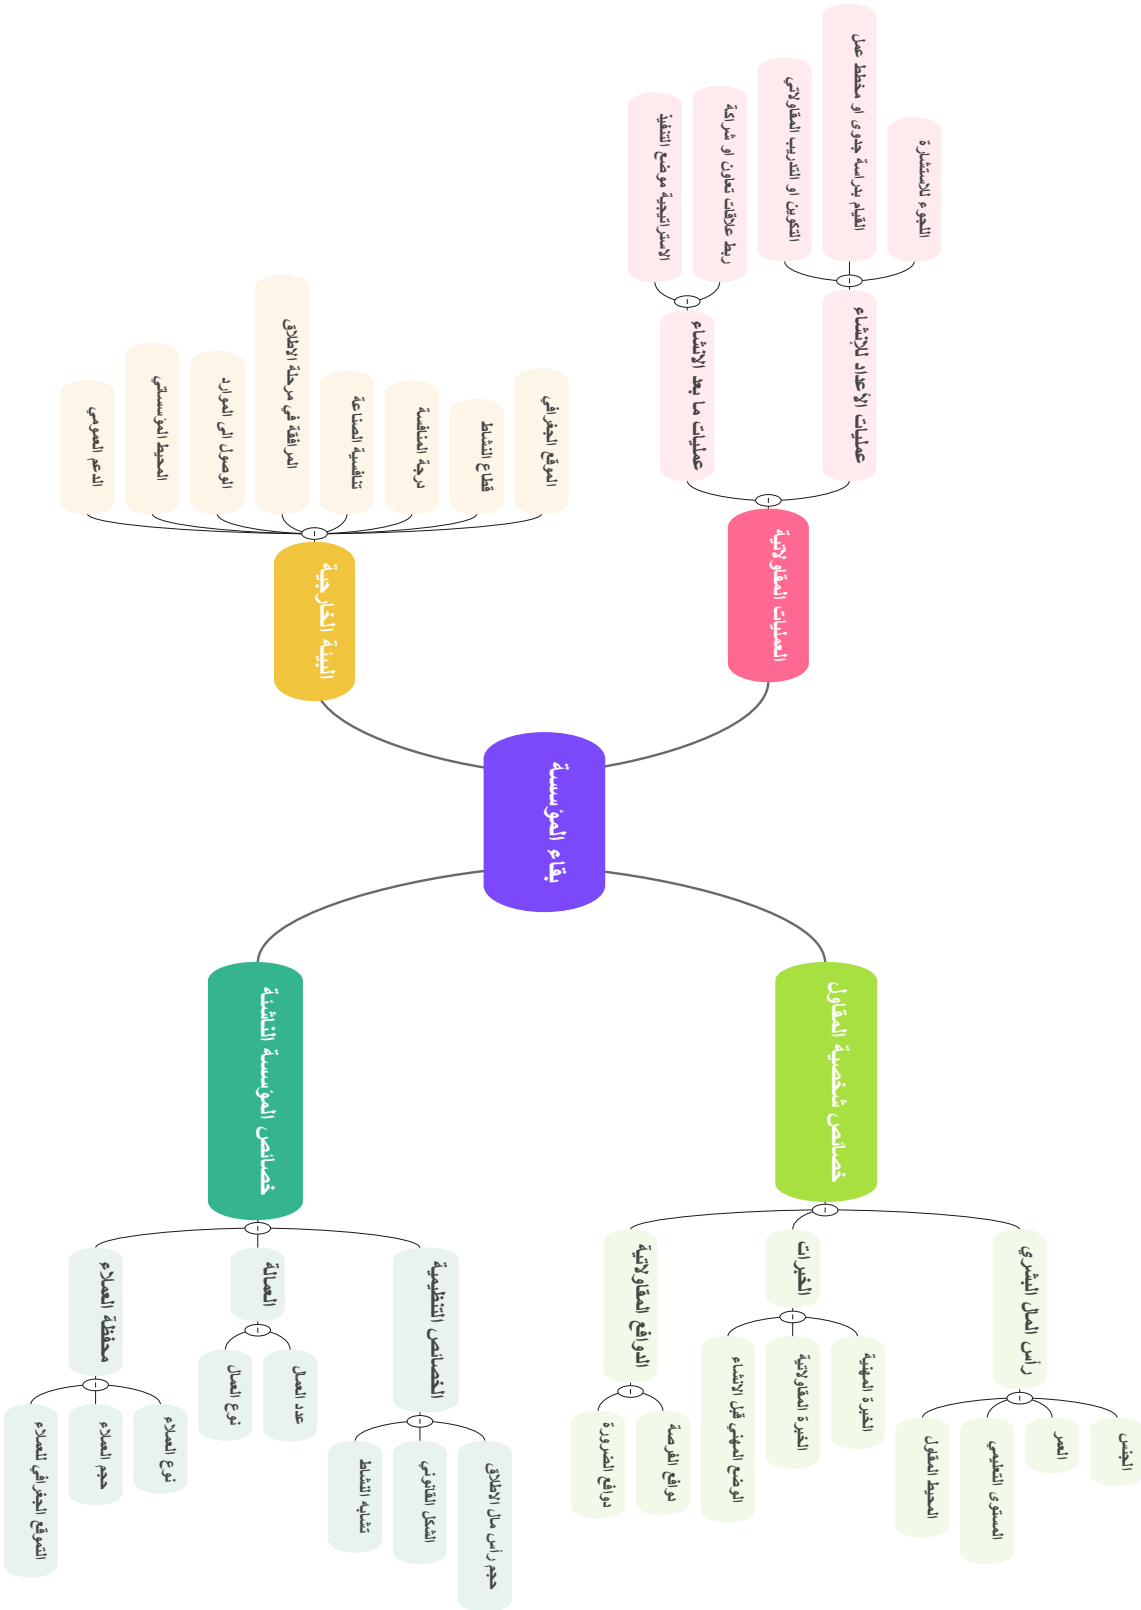 بقاء المؤسسة
خصائص شخصية المقاول
رأس المال البشري
الجنس
العمر
المستوى التعليمي
المحيط المقاول
الخبرات
الخبرة المهنية
الخبرة المقاولاتية
الوضع المهني قبل الانشاء
الدوافع المقاولاتية
دوافع الفرصة
دوافع الضرورة
خصائص المؤسسة الناشئة
الخصائص التنظيمية
حجم رأس مال الاطلاق
الشكل القانوني
تشابه النشاط
العمالة
عدد العمال
نوع العمال
محفظة العملاء
نوع العملاء
حجم العملاء
التموقع الجغرافي للعملاء
العمليات المقاولاتية
عمليات الأعداد للإنشاء
اللجوء للاستشارة
القيام بدراسة جدوى او مخطط عمل
التكوين او التدريب المقاولاتي
عمليات ما بعد الانشاء
ربط علاقات تعاون او شراكة
الاستراتيجية موضع التنفيذ
البيئة الخارجية
الموقع الجغرافي
قطاع النشاط
درجة المنافسة
تنافسية الصناعة
المرافقة في مرحلة الاطلاق
الوصول الى الموارد
المحيط المؤسساتي
الدعم العمومي